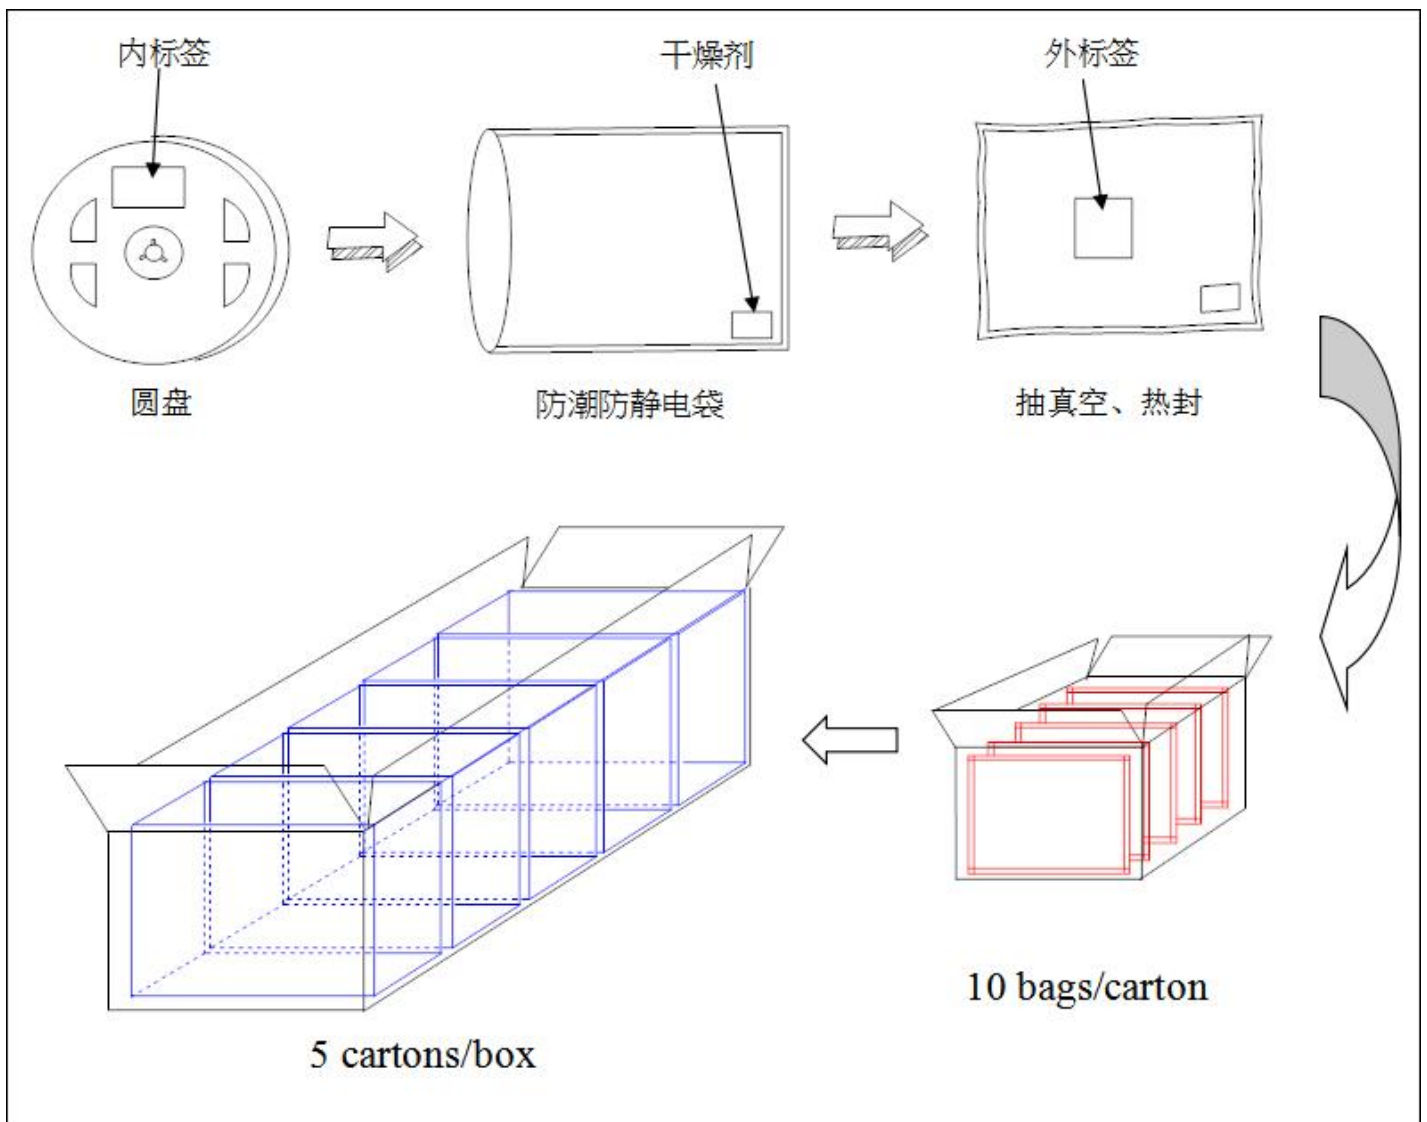 内标签
干燥剂
外标签
圆盘
防潮防静电袋
抽真空、热封
10 bags/carton
5 cartons/box